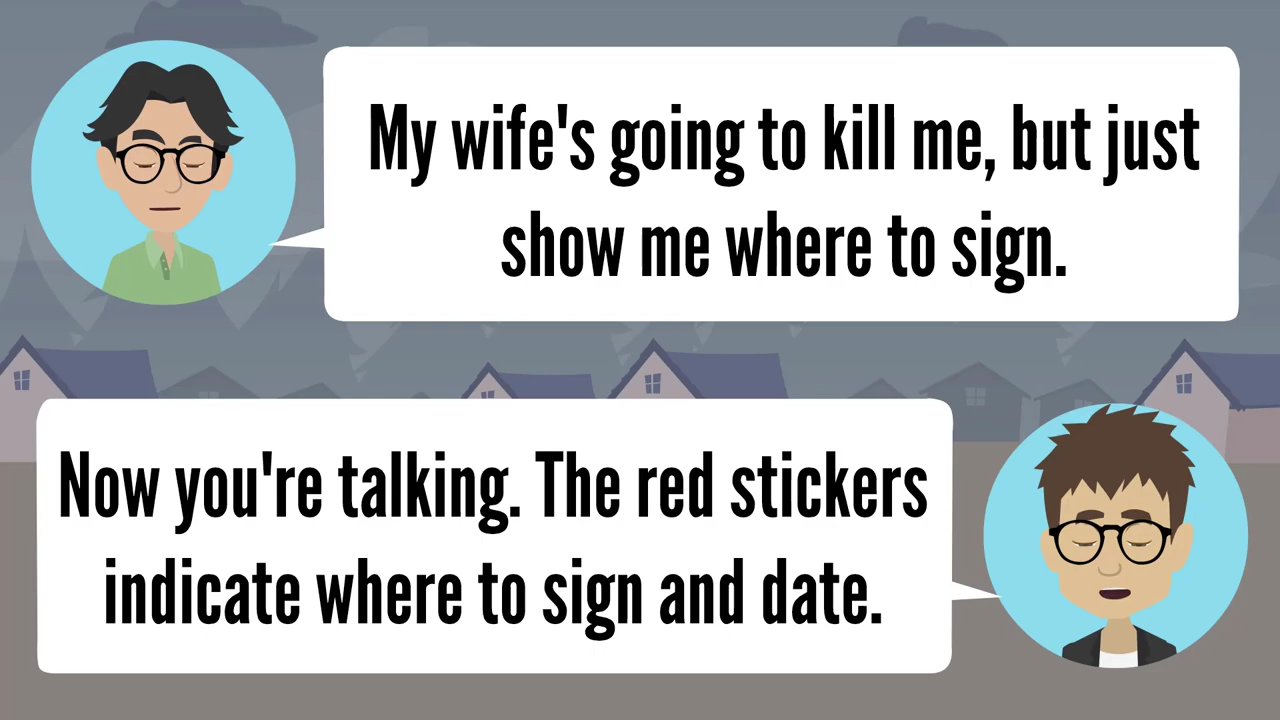 My wife's going to kill me, but just
show me where to sign.
Now you're talking. The red stickers
indicate where to sign and date.